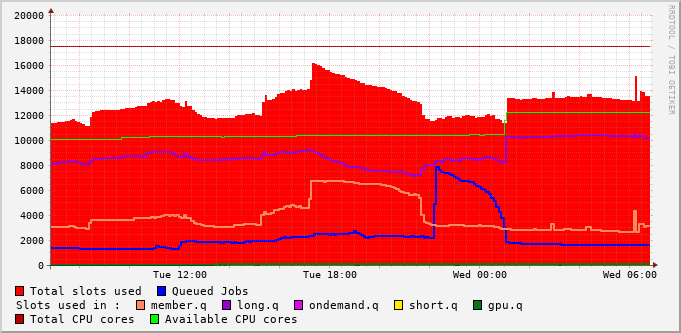 20000
18000
16000
14000
12000
10000
8000
6000
4000
2000
0
Tue 12:00 Tue 18:00 Wed 00:00 Wed 06:00
Total slots used Queued Jobs
Slots used in : member.q long.q ondemand.q short.q gpu.q
Total CPU cores Available CPU cores
RRDTOOL / TOBI OETIKER